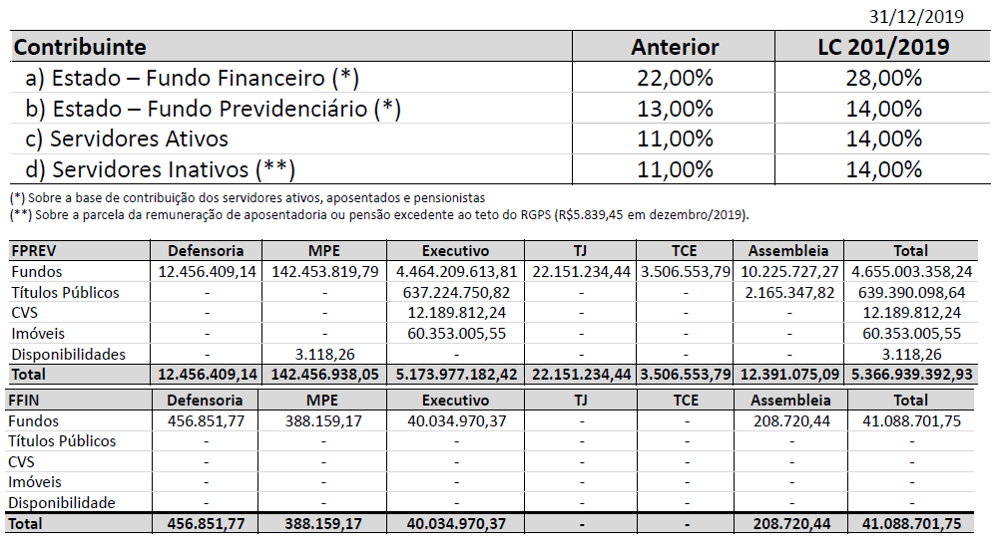 31/12/2019
Contribuinte Anterior LC 201/2019
a) Estado – Fundo Financeiro (*) 22,00% 28,00%
b) Estado – Fundo Previdenciário (*) 13,00% 14,00%
c) Servidores Ativos 11,00% 14,00%
d) Servidores Inativos (**) 11,00% 14,00%
(*) Sobre a base de contribuição dos servidores ativos, aposentados e pensionistas
(**) Sobre a parcela da remuneração de aposentadoria ou pensão excedente ao teto do RGPS (R$5.839,45 em dezembro/2019).
FPREV Defensoria MPE Executivo TJ TCE Assembleia Total
Fundos 12.456.409,14 142.453.819,79 4.464.209.613,81 22.151.234,44 3.506.553,79 10.225.727,27 4.655.003.358,24
Títulos Públicos - - 637.224.750,82 - - 2.165.347,82 639.390.098,64
CVS - - 12.189.812,24 - - - 12.189.812,24
Imóveis - - 60.353.005,55 - - - 60.353.005,55
Disponibilidades - 3.118,26 - - - - 3.118,26
Total 12.456.409,14 142.456.938,05 5.173.977.182,42 22.151.234,44 3.506.553,79 12.391.075,09 5.366.939.392,93
FFIN Defensoria MPE Executivo TJ TCE Assembleia Total
Fundos 456.851,77 388.159,17 40.034.970,37 - - 208.720,44 41.088.701,75
Títulos Públicos - - - - - - -
CVS - - - - - - -
Imóveis - - - - - - -
Disponibilidade - - - - - - -
Total 456.851,77 388.159,17 40.034.970,37 - - 208.720,44 41.088.701,75